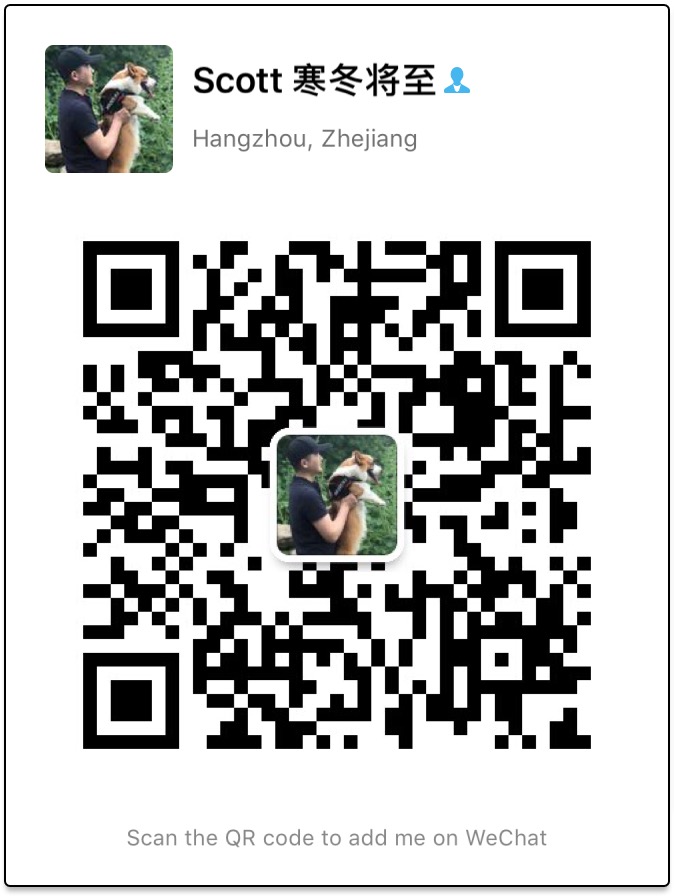 Scott 寒冬将至
Hangzhou, Zhejiang
Scan the QR code to add me on WeChat